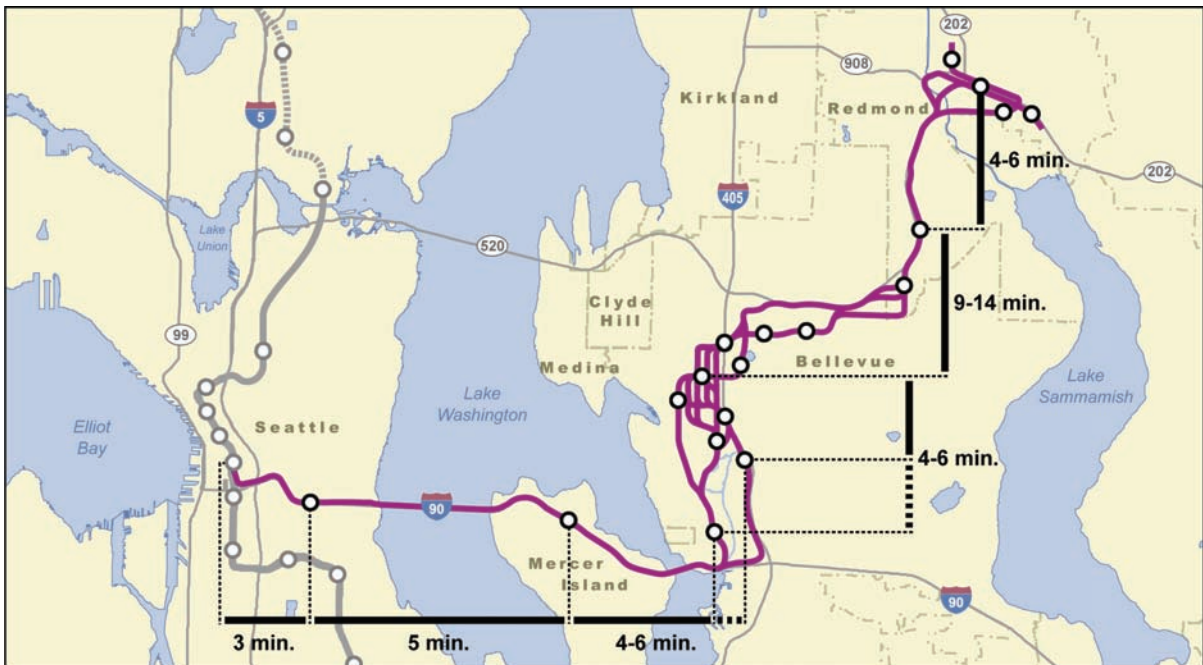 202
908
Kirkland
Redmond
5
4-6 min.
202
405
Lake
Union
520
9-14 min.
Clyde
Hill
99
Medina
Bellevue
Lake
Sammamish
Lake
Washington
Elliot
Bay
Seattle
4-6 min.
90
Mercer
Island
90
3 min.
5 min.
4-6 min.